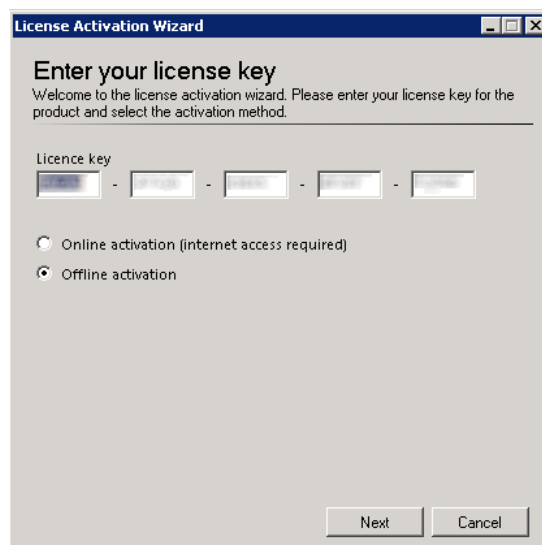 License Activation Wizard
Enter your license key
Welcome to the license activation wizard. Please enter your license key for the
product and select the activation method.
Licence key
- - - -
Online activation (internet access required)
Offline activation
Next Cancel